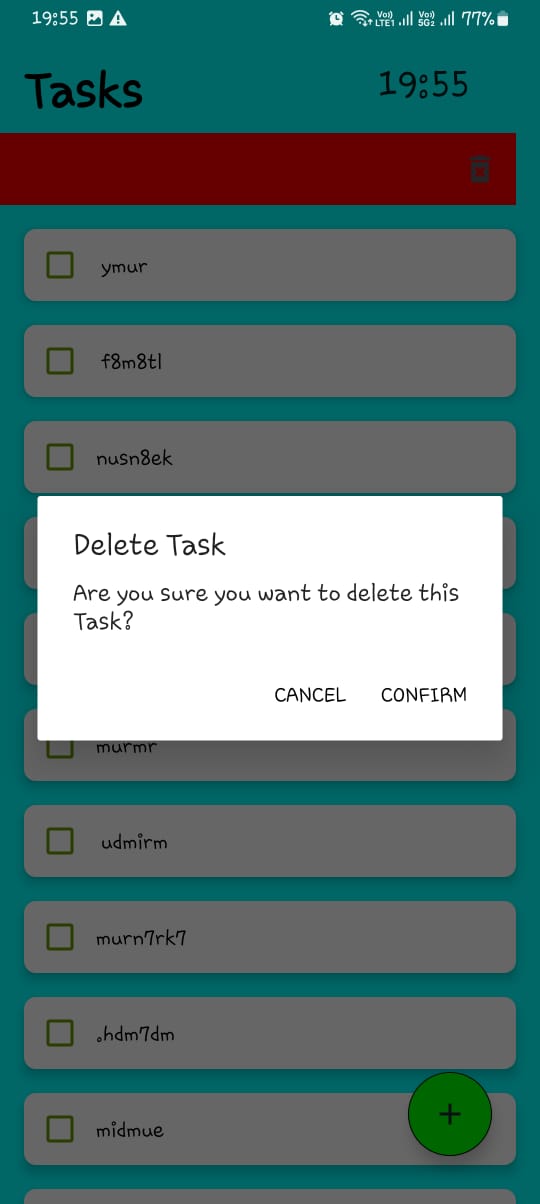 19:55
Vo)) LTE1 Vo)) 5G2 77%
Tasks
19:55
ymur
f8m8tl
nusn8ek
Delete Task
Are you sure you want to delete this
Task?
CANCEL CONFIRM
murmr
udmirm
murn7rk7
.hdm7dm
midmue